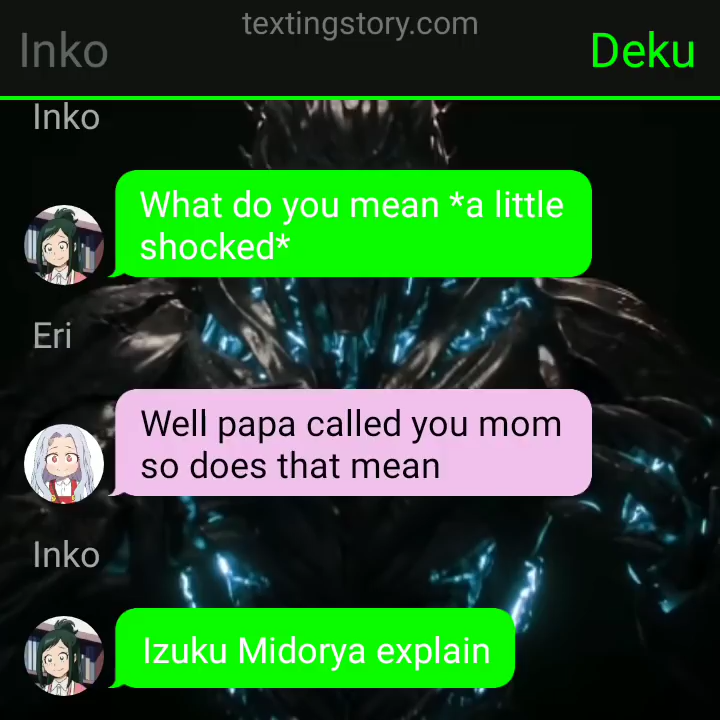 textingstory.com
Inko
Deku
Inko
What do you mean *a little
shocked*
Eri
Well papa called you mom
so does that mean
Inko
Izuku Midorya explain